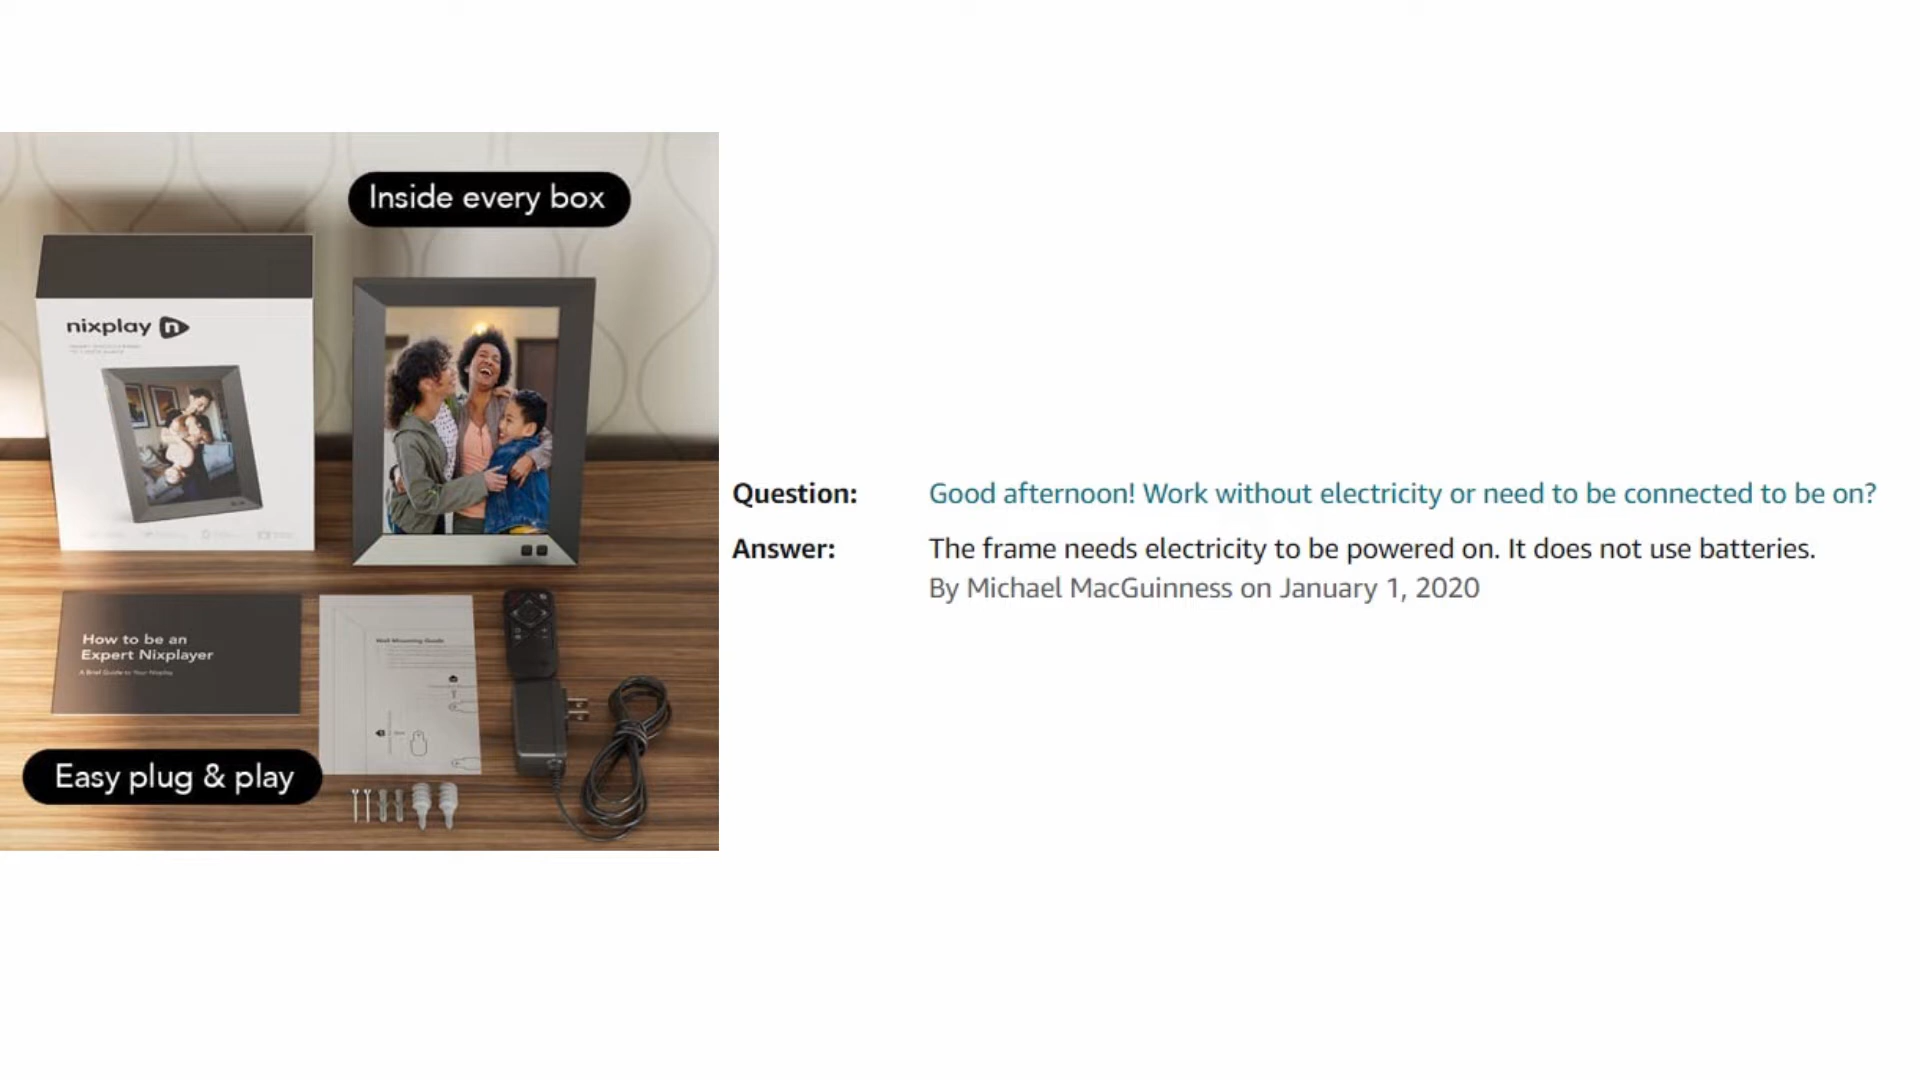 Inside every box
nixplay n
How to be an
Expert Nixplayer
A Brief Guide to Your Nixplay
Wall Mounting Guide
Easy plug & play
Question: Good afternoon! Work without electricity or need to be connected to be on?
Answer: The frame needs electricity to be powered on. It does not use batteries.
By Michael MacGuinness on January 1, 2020